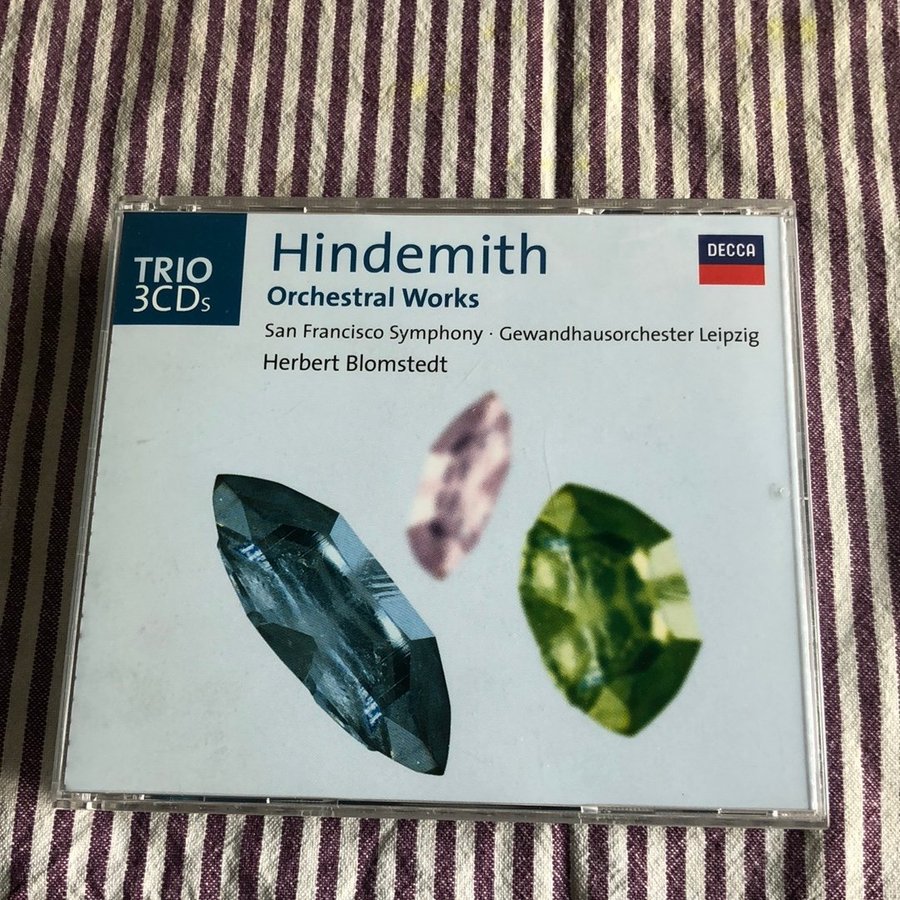 TRIO
3CDs
Hindemith
Orchestral Works
San Francisco Symphony · Gewandhausorchester Leipzig
Herbert Blomstedt
DECCA